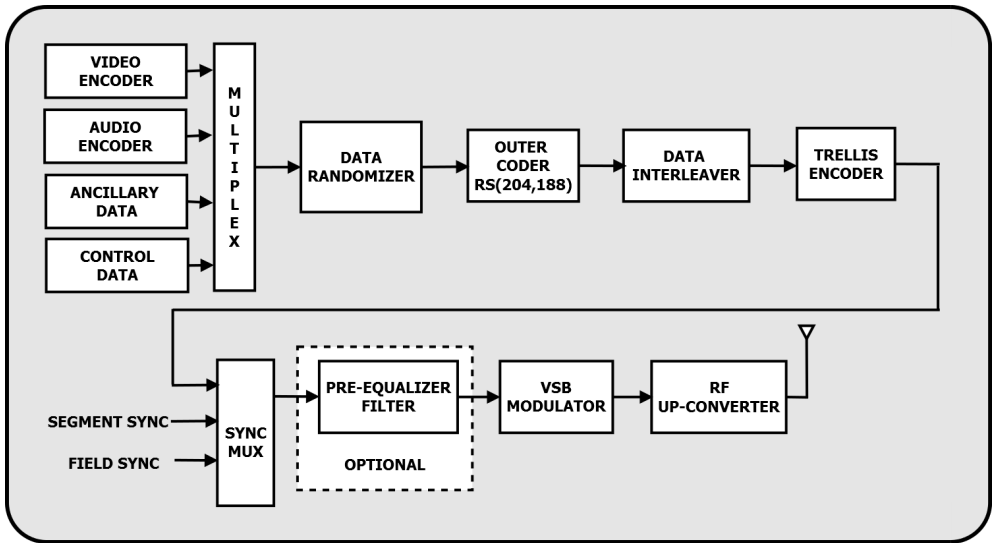 VIDEO
ENCODER
AUDIO
ENCODER
ANCILLARY
DATA
CONTROL
DATA
MULTIPLEX
DATA
RANDOMIZER
OUTER
CODER
RS(204,188)
DATA
INTERLEAVER
TRELLIS
ENCODER
SEGMENT SYNC
FIELD SYNC
SYNC
MUX
PRE-EQUALIZER
FILTER
OPTIONAL
VSB
MODULATOR
RF
UP-CONVERTER